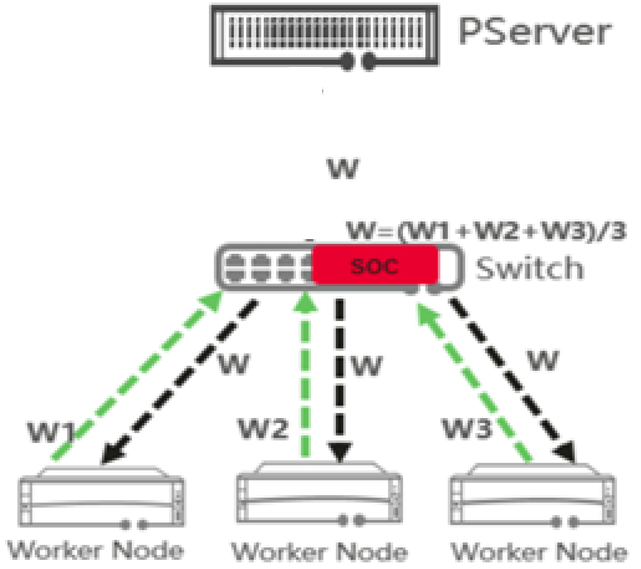 PServer
W
W=(W1+W2+W3)/3
SOC
Switch
W
W
W
W1
W2
W3
Worker Node
Worker Node
Worker Node